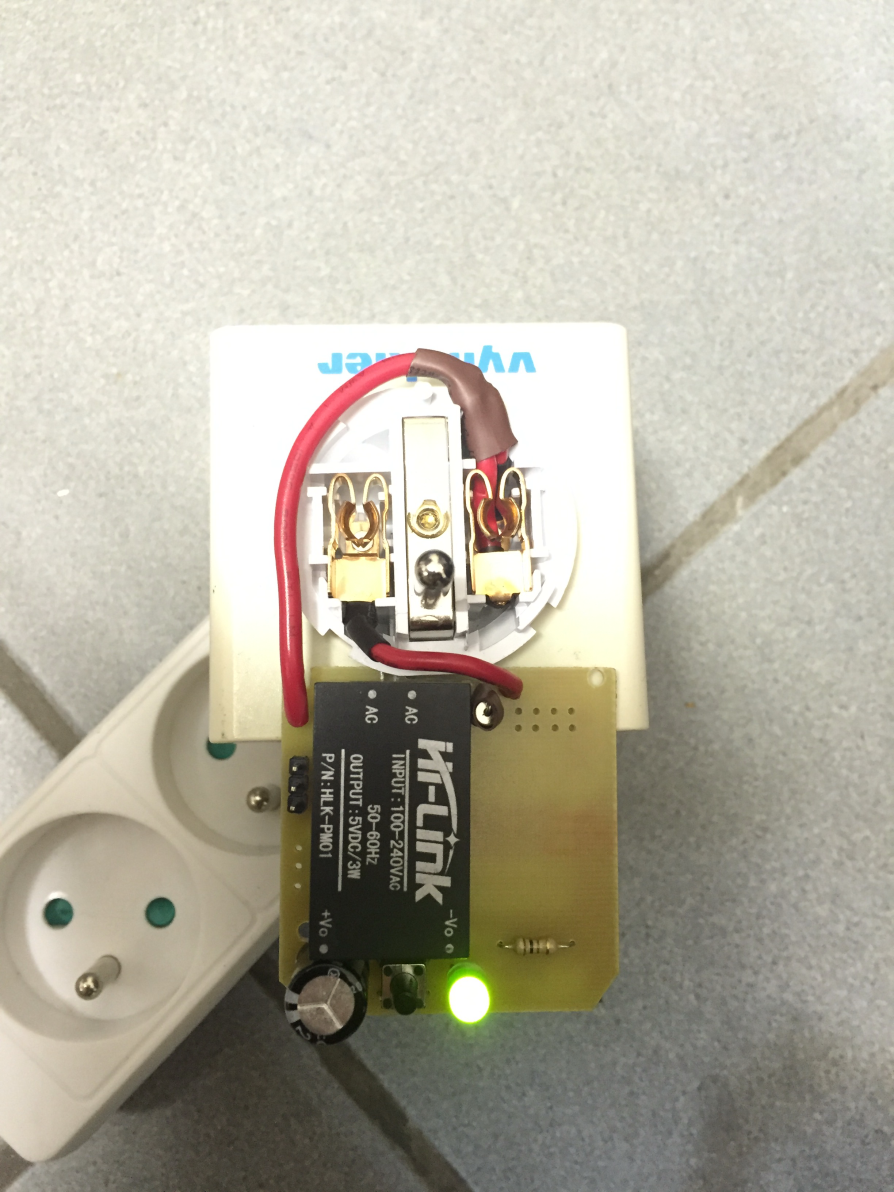 AC
AC
Hi-Link
INPUT:100-240VAC
50-60Hz
OUTPUT:5VDC/3W
P/N:HLK-PM01
+Vo
-Vo